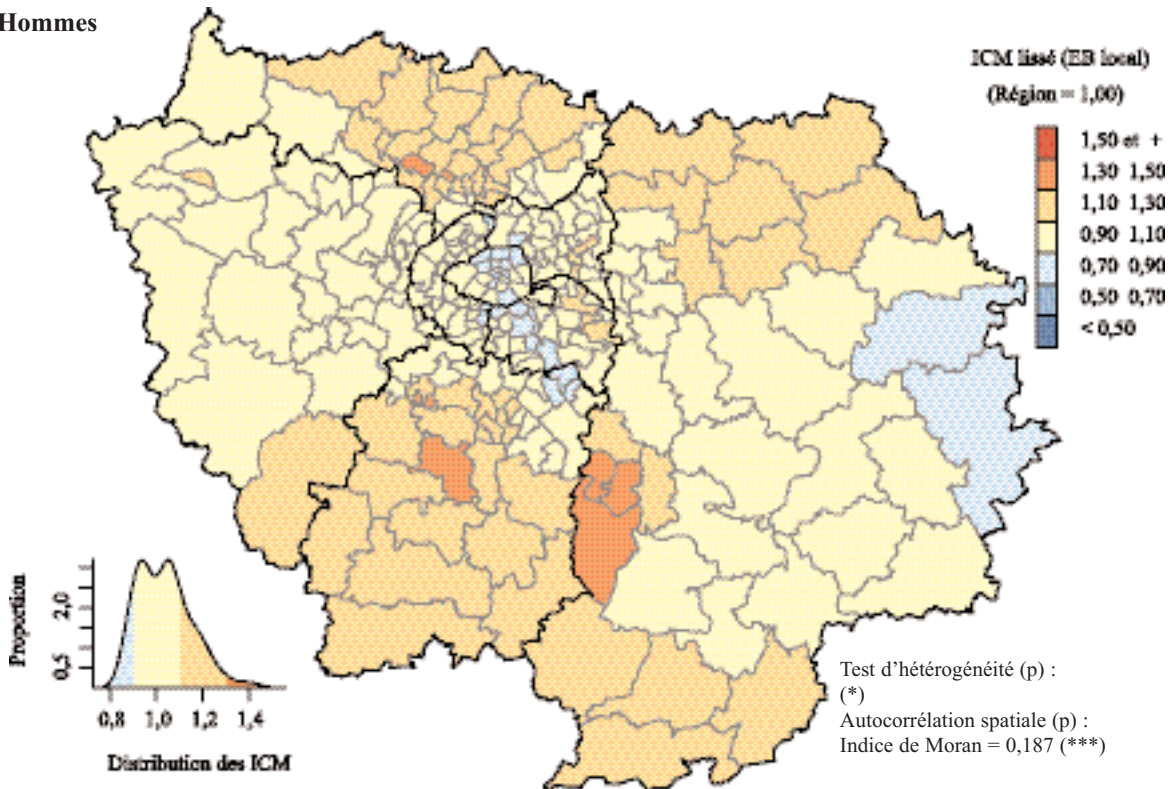 Hommes
ICM lissé (EB local)
(Région = 1,00)
1,50 et +
1,30 1,50
1,10 1,30
0,90 1,10
0,70 0,90
0,50 0,70
< 0,50
Proportion
2,0
0,5
0,8 1,0 1,2 1,4
Distribution des ICM
Test d'hétérogénéité (p) :
(*)
Autocorrélation spatiale (p) :
Indice de Moran = 0,187 (***)